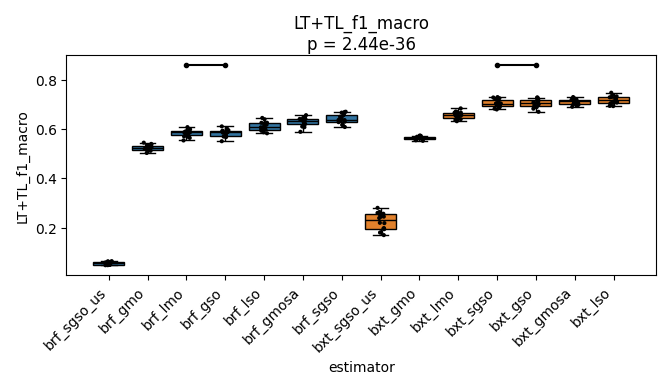 LT+TL_f1_macro
p = 2.44e-36
LT+TL_f1_macro
0.8
0.6
0.4
0.2
brf_sgso_us
brf_gmo
brf_lmo
brf_gso
brf_lso
brf_gmosa
brf_sgso
bxt_sgso_us
bxt_gmo
bxt_lmo
bxt_sgso
bxt_gso
bxt_gmosa
bxt_lso
estimator